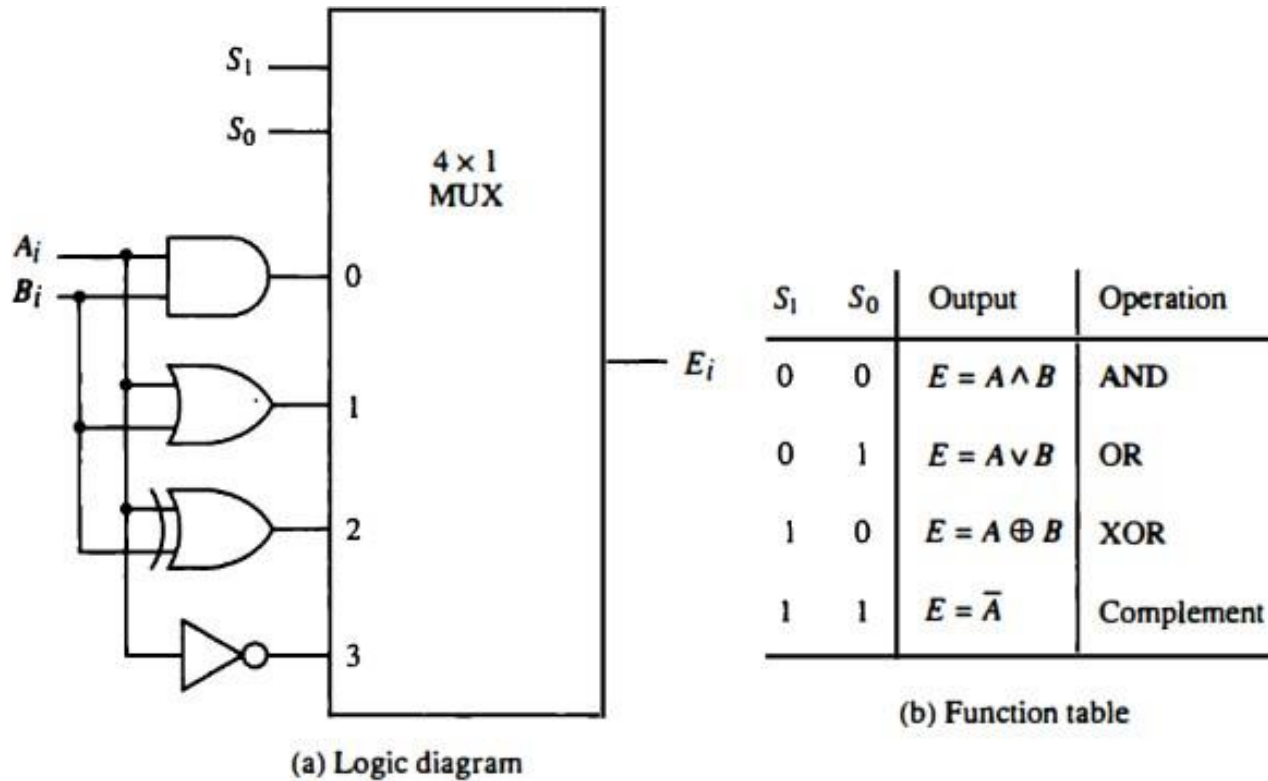 S₁
S₀
4 × 1
MUX
Aᵢ
Bᵢ
0
1
2
3
Eᵢ
(a) Logic diagram
S₁ S₀ Output Operation
0 0 E = A ∧ B AND
0 1 E = A ∨ B OR
1 0 E = A ⊕ B XOR
1 1 E = A̅ Complement
(b) Function table